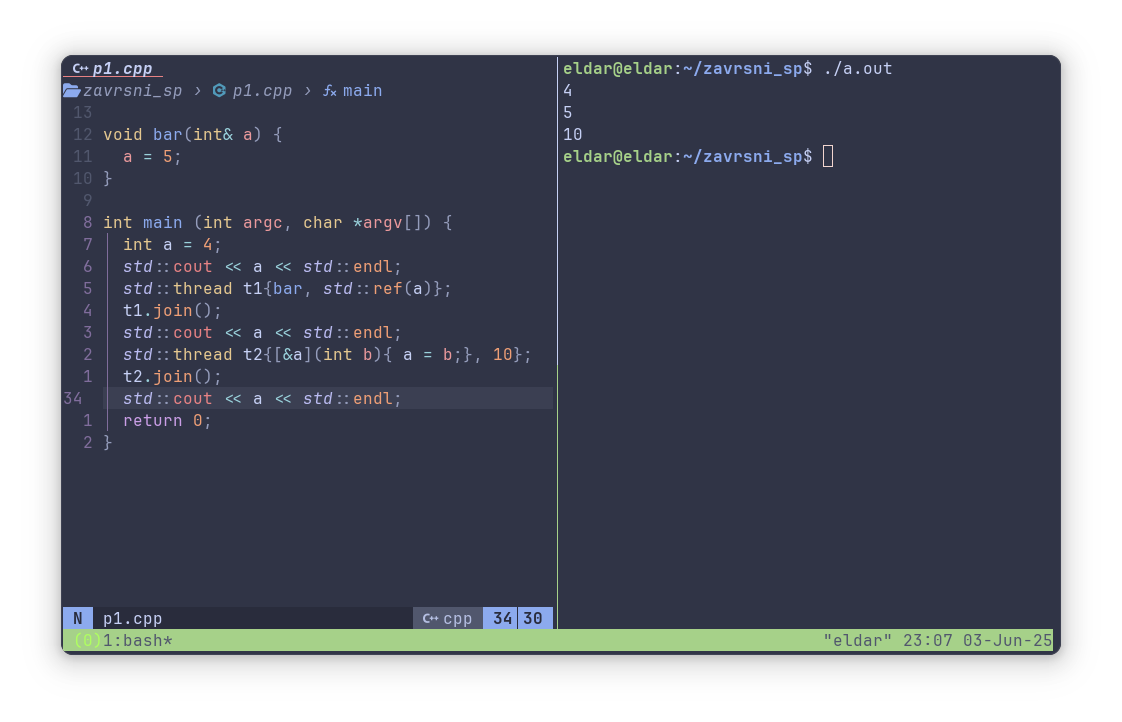 C++ p1.cpp
zavrsni_sp › p1.cpp › fx main
13
12 void bar(int& a) {
11   a = 5;
10 }
9
8 int main (int argc, char *argv[]) {
7   int a = 4;
6   std::cout << a << std::endl;
5   std::thread t1{bar, std::ref(a)};
4   t1.join();
3   std::cout << a << std::endl;
2   std::thread t2{[&a](int b){ a = b;}, 10};
1   t2.join();
34   std::cout << a << std::endl;
1   return 0;
2 }
N p1.cpp C++ cpp 34 30
eldar@eldar:~/zavrsni_sp$ ./a.out
4
5
10
eldar@eldar:~/zavrsni_sp$
(0)1:bash* "eldar" 23:07 03-Jun-25